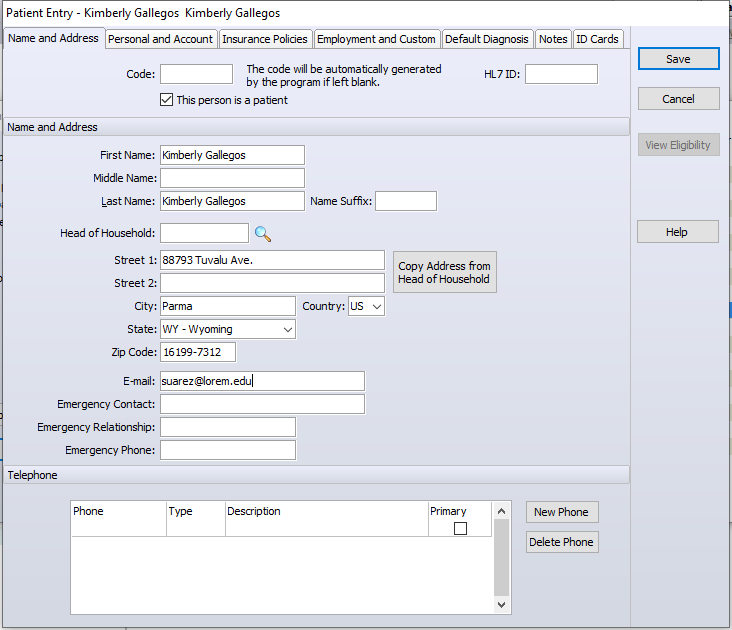 Patient Entry - Kimberly Gallegos  Kimberly Gallegos
Name and Address Personal and Account Insurance Policies Employment and Custom Default Diagnosis Notes ID Cards
Code: The code will be automatically generated by the program if left blank. HL7 ID:
This person is a patient
Name and Address
First Name: Kimberly Gallegos
Middle Name:
Last Name: Kimberly Gallegos Name Suffix:
Head of Household:
Street 1: 88793 Tuvalu Ave.
Street 2:
Copy Address from Head of Household
City: Parma Country: US
State: WY - Wyoming
Zip Code: 16199-7312
E-mail: suarez@lorem.edu
Emergency Contact:
Emergency Relationship:
Emergency Phone:
Telephone
Phone Type Description Primary
New Phone
Delete Phone
Save
Cancel
View Eligibility
Help